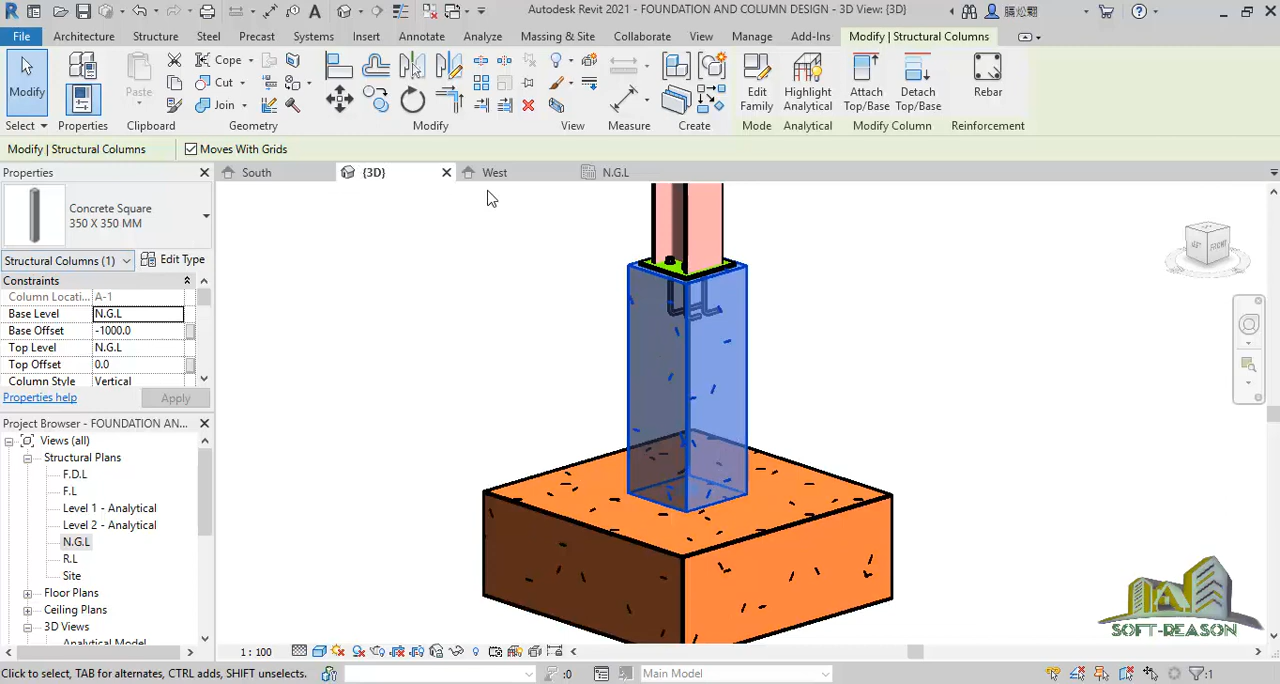 Autodesk Revit 2021 - FOUNDATION AND COLUMN DESIGN - 3D View: {3D}
File Architecture Structure Steel Precast Systems Insert Annotate Analyze Massing & Site Collaborate View Manage Add-Ins Modify | Structural Columns
Modify
Properties
Paste
Cope
Cut
Join
Edit Family
Highlight Analytical
Attach Top/Base
Detach Top/Base
Rebar
Select Properties Clipboard Geometry Modify View Measure Create Mode Analytical Modify Column Reinforcement
Modify | Structural Columns Moves With Grids
Properties
South {3D} West N.G.L
Concrete Square
350 X 350 MM
Structural Columns (1) Edit Type
Constraints
Column Locati... A-1
Base Level N.G.L
Base Offset -1000.0
Top Level N.G.L
Top Offset 0.0
Column Style Vertical
Properties help Apply
Project Browser - FOUNDATION AN...
Views (all)
Structural Plans
F.D.L
F.L
Level 1 - Analytical
Level 2 - Analytical
N.G.L
R.L
Site
Floor Plans
Ceiling Plans
3D Views
Analytical Model
FRONT
SOFT-REASON
1 : 100
Click to select, TAB for alternates, CTRL adds, SHIFT unselects. :0 Main Model :1